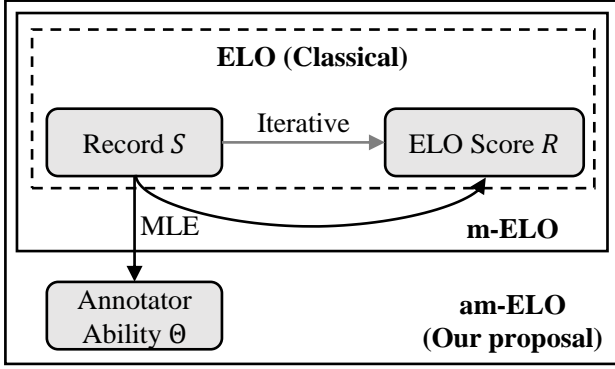 ELO (Classical)
Record S
Iterative
ELO Score R
MLE
m-ELO
Annotator
Ability Θ
am-ELO
(Our proposal)